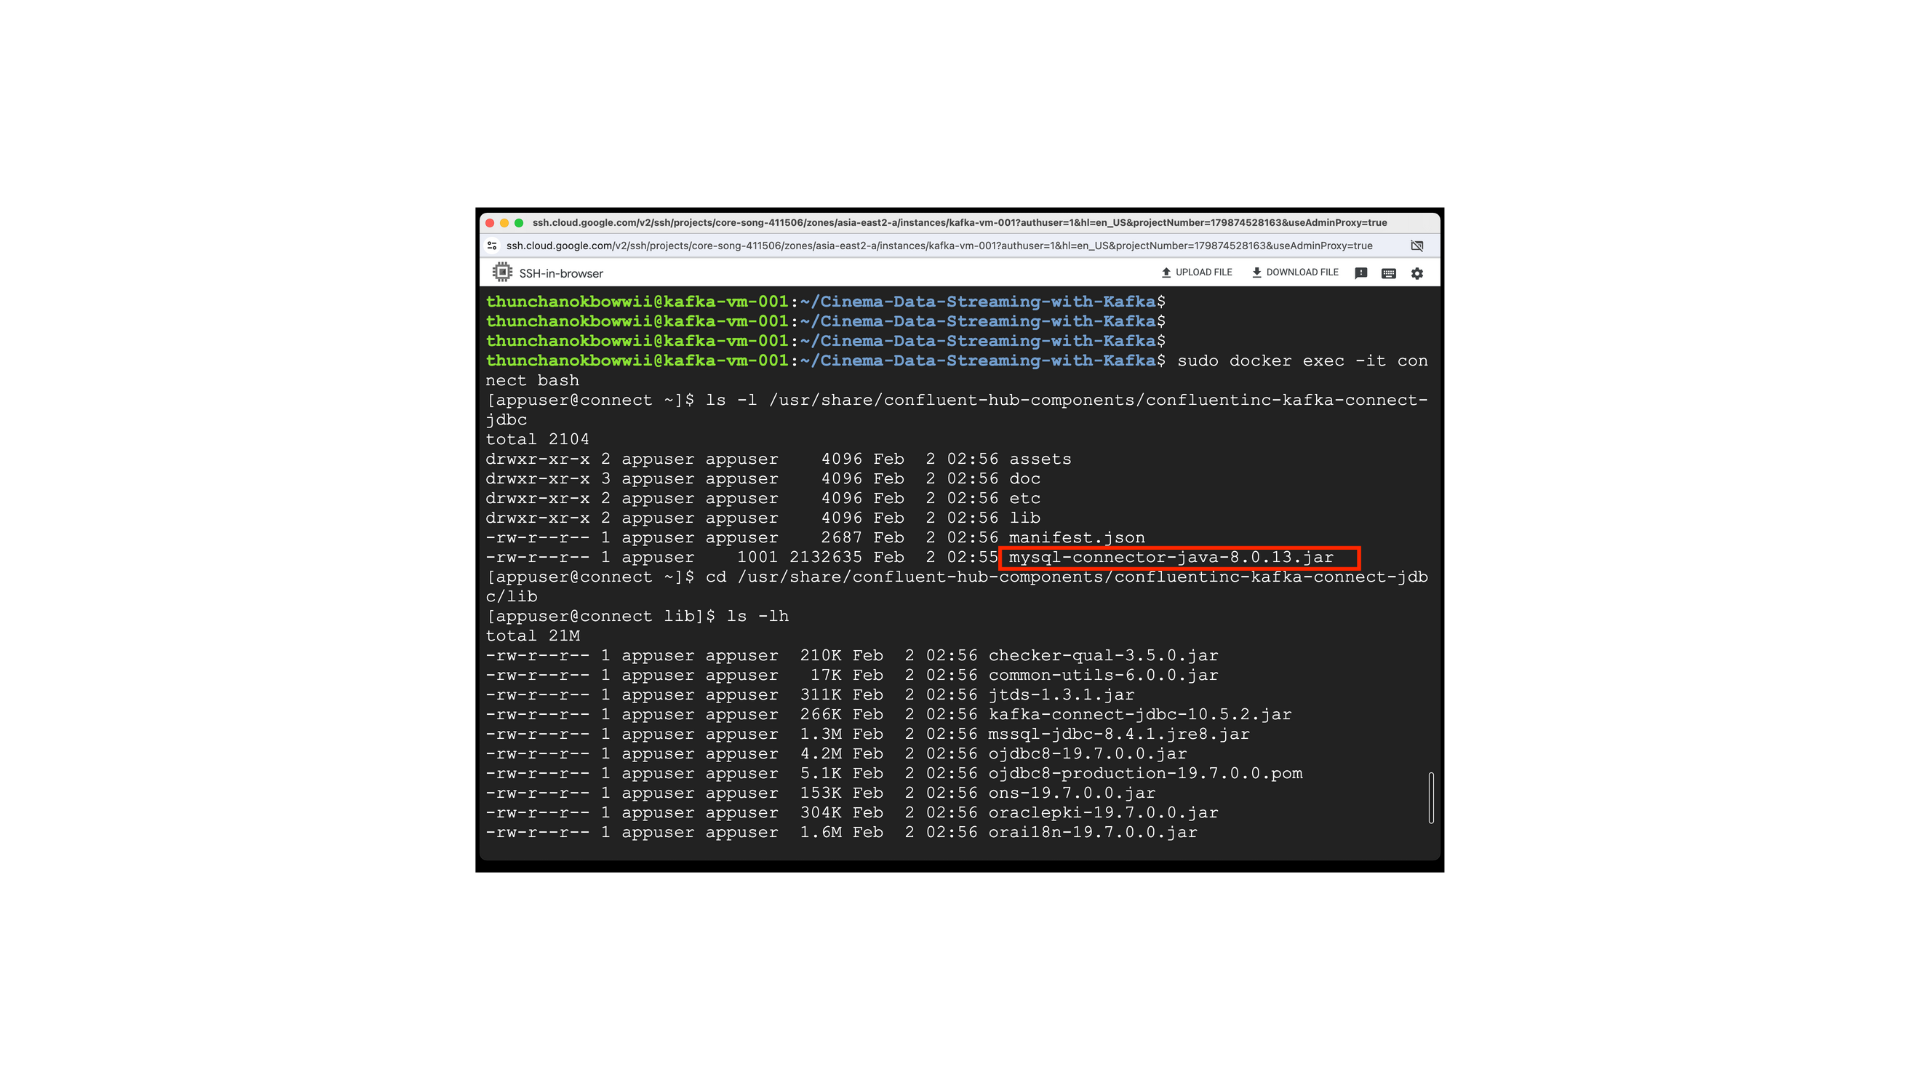 ssh.cloud.google.com/v2/ssh/projects/core-song-411506/zones/asia-east2-a/instances/kafka-vm-001?authuser=1&hl=en_US&projectNumber=179874528163&useAdminProxy=true
ssh.cloud.google.com/v2/ssh/projects/core-song-411506/zones/asia-east2-a/instances/kafka-vm-001?authuser=1&hl=en_US&projectNumber=179874528163&useAdminProxy=true
SSH-in-browser UPLOAD FILE DOWNLOAD FILE
thunchanokbowwii@kafka-vm-001:~/Cinema-Data-Streaming-with-Kafka$
thunchanokbowwii@kafka-vm-001:~/Cinema-Data-Streaming-with-Kafka$
thunchanokbowwii@kafka-vm-001:~/Cinema-Data-Streaming-with-Kafka$
thunchanokbowwii@kafka-vm-001:~/Cinema-Data-Streaming-with-Kafka$ sudo docker exec -it con
nect bash
[appuser@connect ~]$ ls -l /usr/share/confluent-hub-components/confluentinc-kafka-connect-
jdbc
total 2104
drwxr-xr-x 2 appuser appuser    4096 Feb  2 02:56 assets
drwxr-xr-x 3 appuser appuser    4096 Feb  2 02:56 doc
drwxr-xr-x 2 appuser appuser    4096 Feb  2 02:56 etc
drwxr-xr-x 2 appuser appuser    4096 Feb  2 02:56 lib
-rw-r--r-- 1 appuser appuser    2687 Feb  2 02:56 manifest.json
-rw-r--r-- 1 appuser    1001 2132635 Feb  2 02:55 mysql-connector-java-8.0.13.jar
[appuser@connect ~]$ cd /usr/share/confluent-hub-components/confluentinc-kafka-connect-jdb
c/lib
[appuser@connect lib]$ ls -lh
total 21M
-rw-r--r-- 1 appuser appuser  210K Feb  2 02:56 checker-qual-3.5.0.jar
-rw-r--r-- 1 appuser appuser   17K Feb  2 02:56 common-utils-6.0.0.jar
-rw-r--r-- 1 appuser appuser  311K Feb  2 02:56 jtds-1.3.1.jar
-rw-r--r-- 1 appuser appuser  266K Feb  2 02:56 kafka-connect-jdbc-10.5.2.jar
-rw-r--r-- 1 appuser appuser  1.3M Feb  2 02:56 mssql-jdbc-8.4.1.jre8.jar
-rw-r--r-- 1 appuser appuser  4.2M Feb  2 02:56 ojdbc8-19.7.0.0.jar
-rw-r--r-- 1 appuser appuser  5.1K Feb  2 02:56 ojdbc8-production-19.7.0.0.pom
-rw-r--r-- 1 appuser appuser  153K Feb  2 02:56 ons-19.7.0.0.jar
-rw-r--r-- 1 appuser appuser  304K Feb  2 02:56 oraclepki-19.7.0.0.jar
-rw-r--r-- 1 appuser appuser  1.6M Feb  2 02:56 orai18n-19.7.0.0.jar